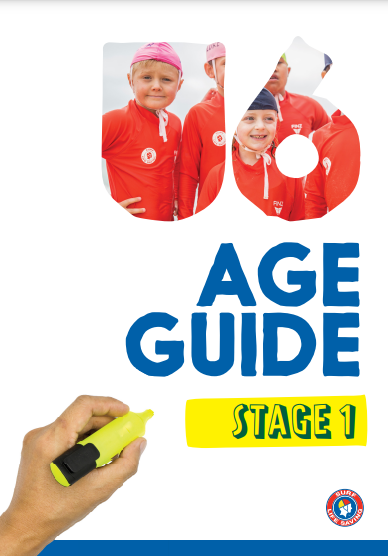 U6
AGE
GUIDE
STAGE 1
SURF
LIFE SAVING